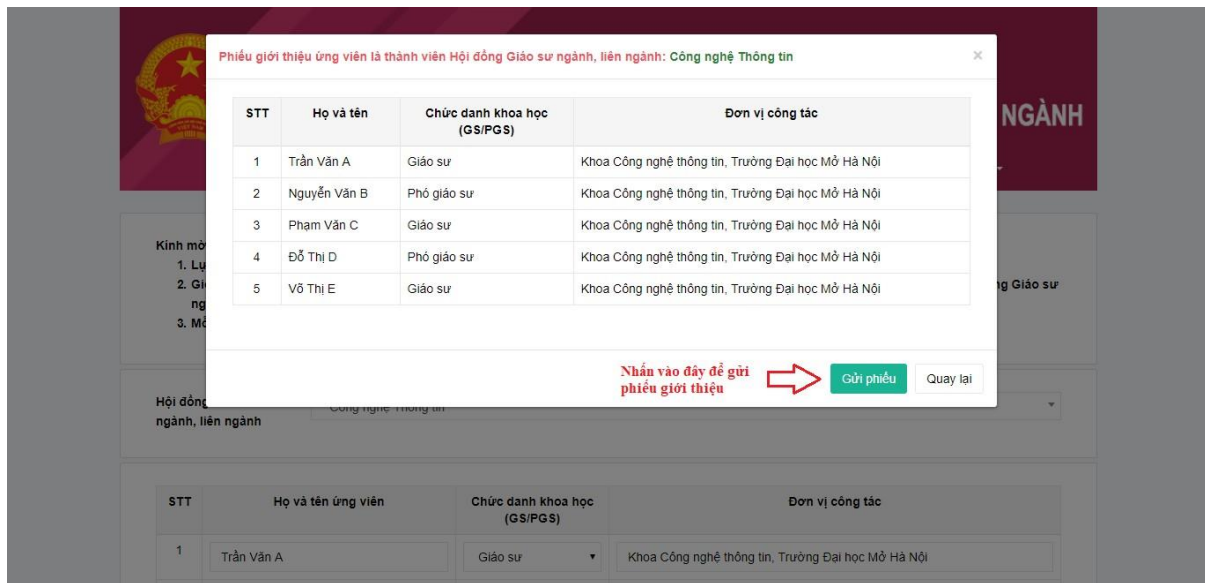 Phiếu giới thiệu ứng viên là thành viên Hội đồng Giáo sư ngành, liên ngành: Công nghệ Thông tin ×
NGÀNH
STT Họ và tên Chức danh khoa học (GS/PGS) Đơn vị công tác
1 Trần Văn A Giáo sư Khoa Công nghệ thông tin, Trường Đại học Mở Hà Nội
2 Nguyễn Văn B Phó giáo sư Khoa Công nghệ thông tin, Trường Đại học Mở Hà Nội
3 Phạm Văn C Giáo sư Khoa Công nghệ thông tin, Trường Đại học Mở Hà Nội
4 Đỗ Thị D Phó giáo sư Khoa Công nghệ thông tin, Trường Đại học Mở Hà Nội
5 Võ Thị E Giáo sư Khoa Công nghệ thông tin, Trường Đại học Mở Hà Nội
Nhấn vào đây để gửi
phiếu giới thiệu
Gửi phiếu Quay lại
Kính
1.
2. Giáo sư
3.
Hội đồng
ngành, liên ngành
Công nghệ Thông tin
STT Họ và tên ứng viên Chức danh khoa học (GS/PGS) Đơn vị công tác
1 Trần Văn A Giáo sư Khoa Công nghệ thông tin, Trường Đại học Mở Hà Nội